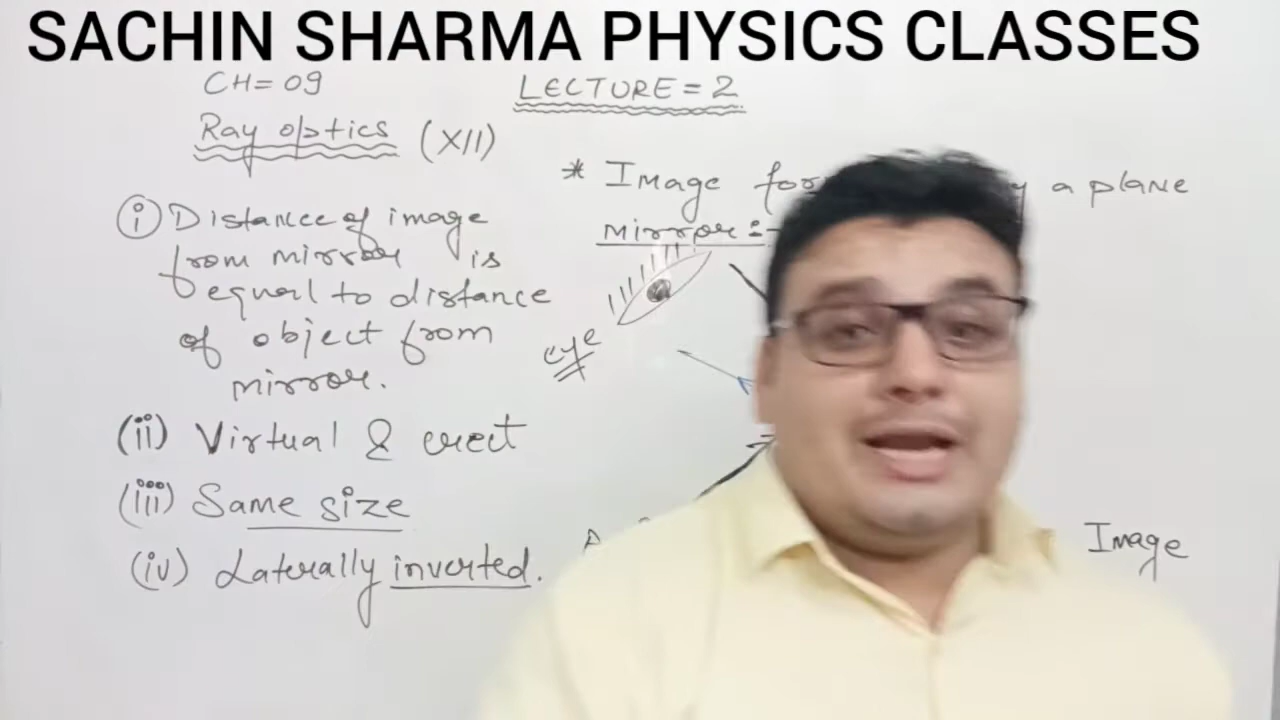 SACHIN SHARMA PHYSICS CLASSES
CH=09
LECTURE = 2
Ray optics (XII)
* Image a plane
mirror:-
(i) Distance of image
from mirror is
equal to distance
of object from
mirror.
(ii) Virtual & erect
(iii) Same size
(iv) Laterally inverted.
eye
Image